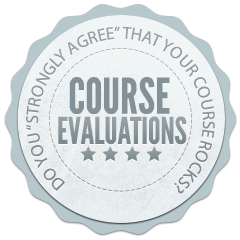 DO YOU "STRONGLY AGREE" THAT YOUR COURSE ROCKS?
COURSE
EVALUATIONS